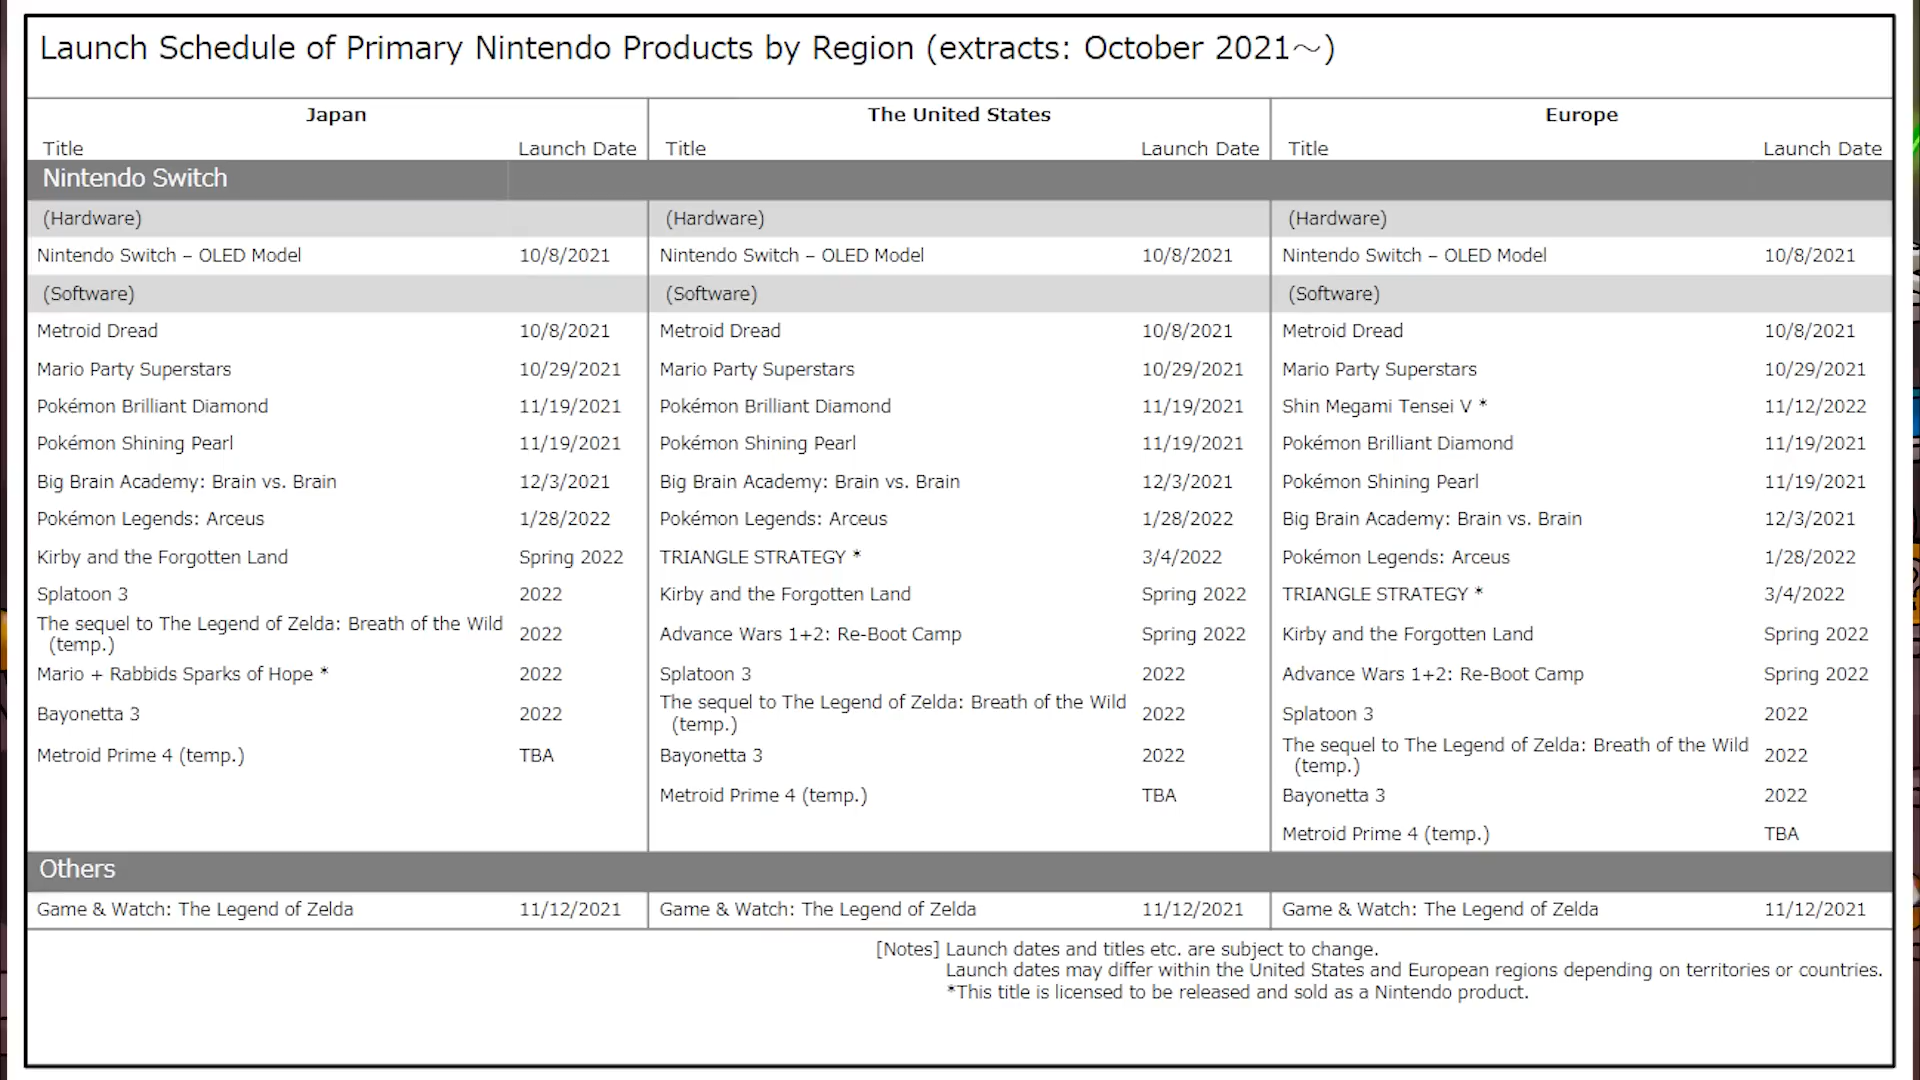 Launch Schedule of Primary Nintendo Products by Region (extracts: October 2021～)
Japan The United States Europe
Title Launch Date Title Launch Date Title Launch Date
Nintendo Switch
(Hardware) (Hardware) (Hardware)
Nintendo Switch – OLED Model 10/8/2021 Nintendo Switch – OLED Model 10/8/2021 Nintendo Switch – OLED Model 10/8/2021
(Software) (Software) (Software)
Metroid Dread 10/8/2021 Metroid Dread 10/8/2021 Metroid Dread 10/8/2021
Mario Party Superstars 10/29/2021 Mario Party Superstars 10/29/2021 Mario Party Superstars 10/29/2021
Pokémon Brilliant Diamond 11/19/2021 Pokémon Brilliant Diamond 11/19/2021 Shin Megami Tensei V * 11/12/2022
Pokémon Shining Pearl 11/19/2021 Pokémon Shining Pearl 11/19/2021 Pokémon Brilliant Diamond 11/19/2021
Big Brain Academy: Brain vs. Brain 12/3/2021 Big Brain Academy: Brain vs. Brain 12/3/2021 Pokémon Shining Pearl 11/19/2021
Pokémon Legends: Arceus 1/28/2022 Pokémon Legends: Arceus 1/28/2022 Big Brain Academy: Brain vs. Brain 12/3/2021
Kirby and the Forgotten Land Spring 2022 TRIANGLE STRATEGY * 3/4/2022 Pokémon Legends: Arceus 1/28/2022
Splatoon 3 2022 Kirby and the Forgotten Land Spring 2022 TRIANGLE STRATEGY * 3/4/2022
The sequel to The Legend of Zelda: Breath of the Wild
(temp.) 2022 Advance Wars 1+2: Re-Boot Camp Spring 2022 Kirby and the Forgotten Land Spring 2022
Mario + Rabbids Sparks of Hope * 2022 Splatoon 3 2022 Advance Wars 1+2: Re-Boot Camp Spring 2022
Bayonetta 3 2022 The sequel to The Legend of Zelda: Breath of the Wild
(temp.) 2022 Splatoon 3 2022
Metroid Prime 4 (temp.) TBA Bayonetta 3 2022 The sequel to The Legend of Zelda: Breath of the Wild
(temp.) 2022
Metroid Prime 4 (temp.) TBA Bayonetta 3 2022
Metroid Prime 4 (temp.) TBA
Others
Game & Watch: The Legend of Zelda 11/12/2021 Game & Watch: The Legend of Zelda 11/12/2021 Game & Watch: The Legend of Zelda 11/12/2021
[Notes] Launch dates and titles etc. are subject to change.
Launch dates may differ within the United States and European regions depending on territories or countries.
*This title is licensed to be released and sold as a Nintendo product.